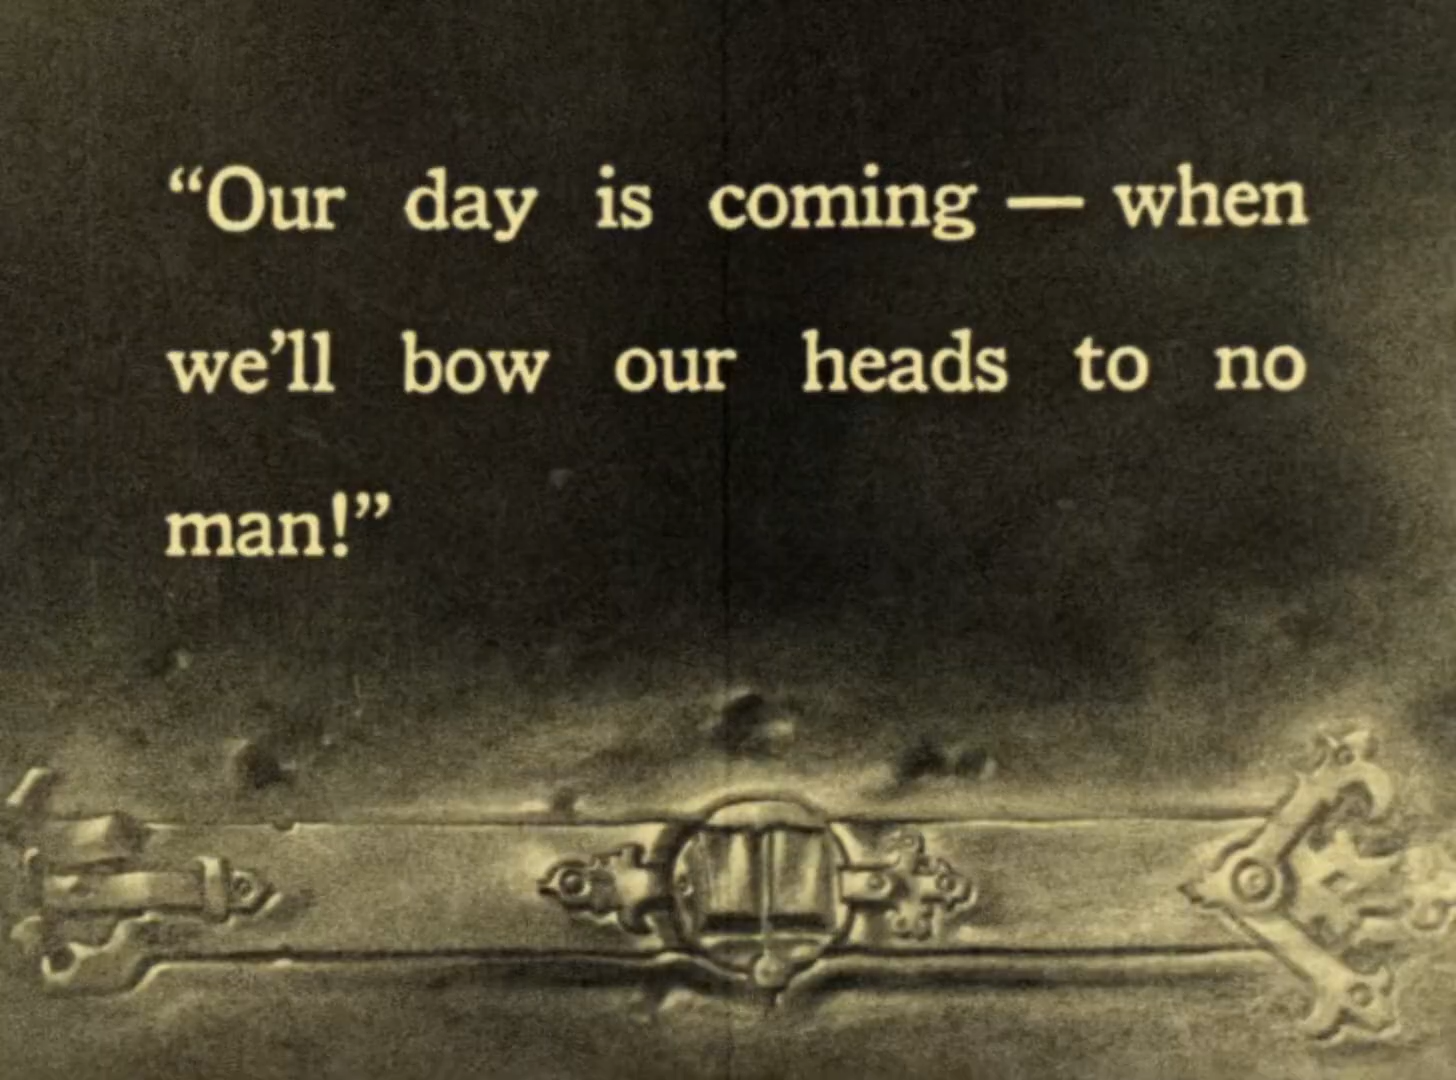 “Our day is coming — when
we’ll bow our heads to no
man!”